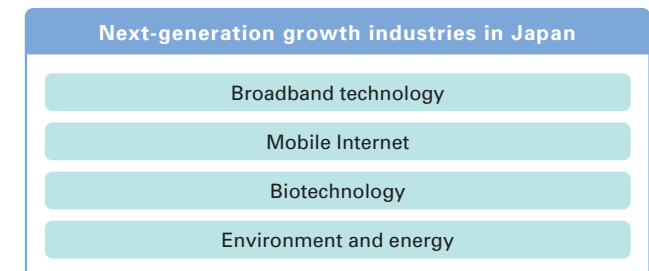 Next-generation growth industries in Japan
Broadband technology
Mobile Internet
Biotechnology
Environment and energy